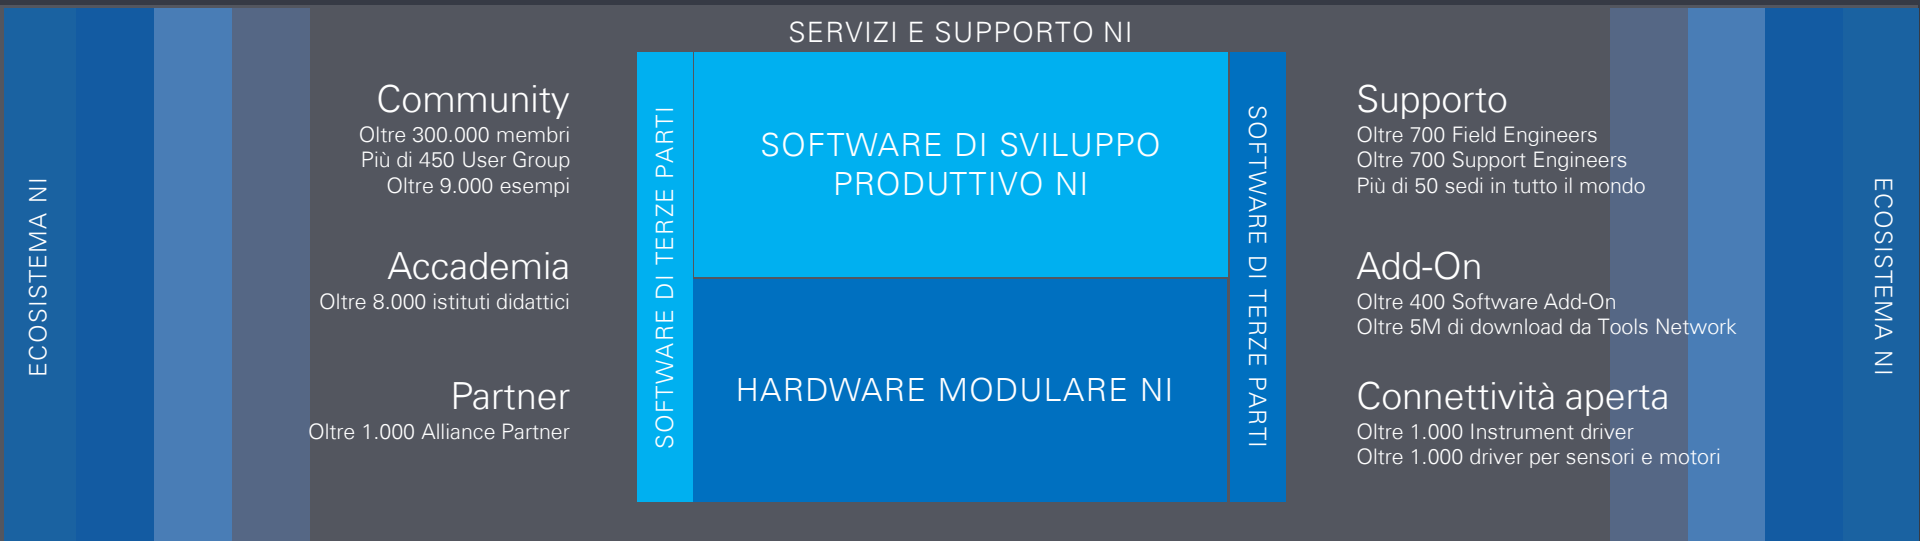 SERVIZI E SUPPORTO NI
ECOSISTEMA NI
Community
Oltre 300.000 membri
Più di 450 User Group
Oltre 9.000 esempi
Accademia
Oltre 8.000 istituti didattici
Partner
Oltre 1.000 Alliance Partner
SOFTWARE DI TERZE PARTI
SOFTWARE DI SVILUPPO
PRODUTTIVO NI
HARDWARE MODULARE NI
SOFTWARE DI TERZE PARTI
Supporto
Oltre 700 Field Engineers
Oltre 700 Support Engineers
Più di 50 sedi in tutto il mondo
Add-On
Oltre 400 Software Add-On
Oltre 5M di download da Tools Network
Connettività aperta
Oltre 1.000 Instrument driver
Oltre 1.000 driver per sensori e motori
ECOSISTEMA NI